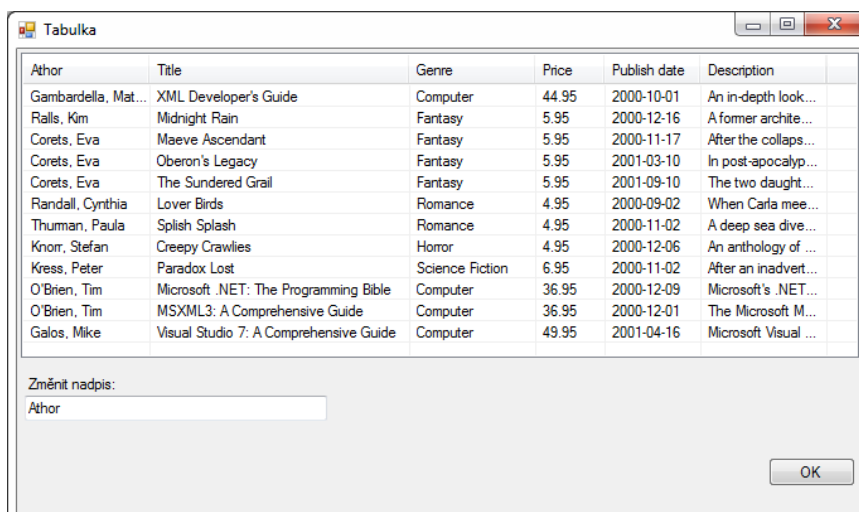 Tabulka
Athor Title Genre Price Publish date Description
Gambardella, Mat... XML Developer's Guide Computer 44.95 2000-10-01 An in-depth look...
Ralls, Kim Midnight Rain Fantasy 5.95 2000-12-16 A former archite...
Corets, Eva Maeve Ascendant Fantasy 5.95 2000-11-17 After the collaps...
Corets, Eva Oberon's Legacy Fantasy 5.95 2001-03-10 In post-apocalyp...
Corets, Eva The Sundered Grail Fantasy 5.95 2001-09-10 The two daught...
Randall, Cynthia Lover Birds Romance 4.95 2000-09-02 When Carla mee...
Thurman, Paula Splish Splash Romance 4.95 2000-11-02 A deep sea dive...
Knorr, Stefan Creepy Crawlies Horror 4.95 2000-12-06 An anthology of ...
Kress, Peter Paradox Lost Science Fiction 6.95 2000-11-02 After an inadvert...
O'Brien, Tim Microsoft .NET: The Programming Bible Computer 36.95 2000-12-09 Microsoft's .NET...
O'Brien, Tim MSXML3: A Comprehensive Guide Computer 36.95 2000-12-01 The Microsoft M...
Galos, Mike Visual Studio 7: A Comprehensive Guide Computer 49.95 2001-04-16 Microsoft Visual ...
Změnit nadpis:
Athor
OK